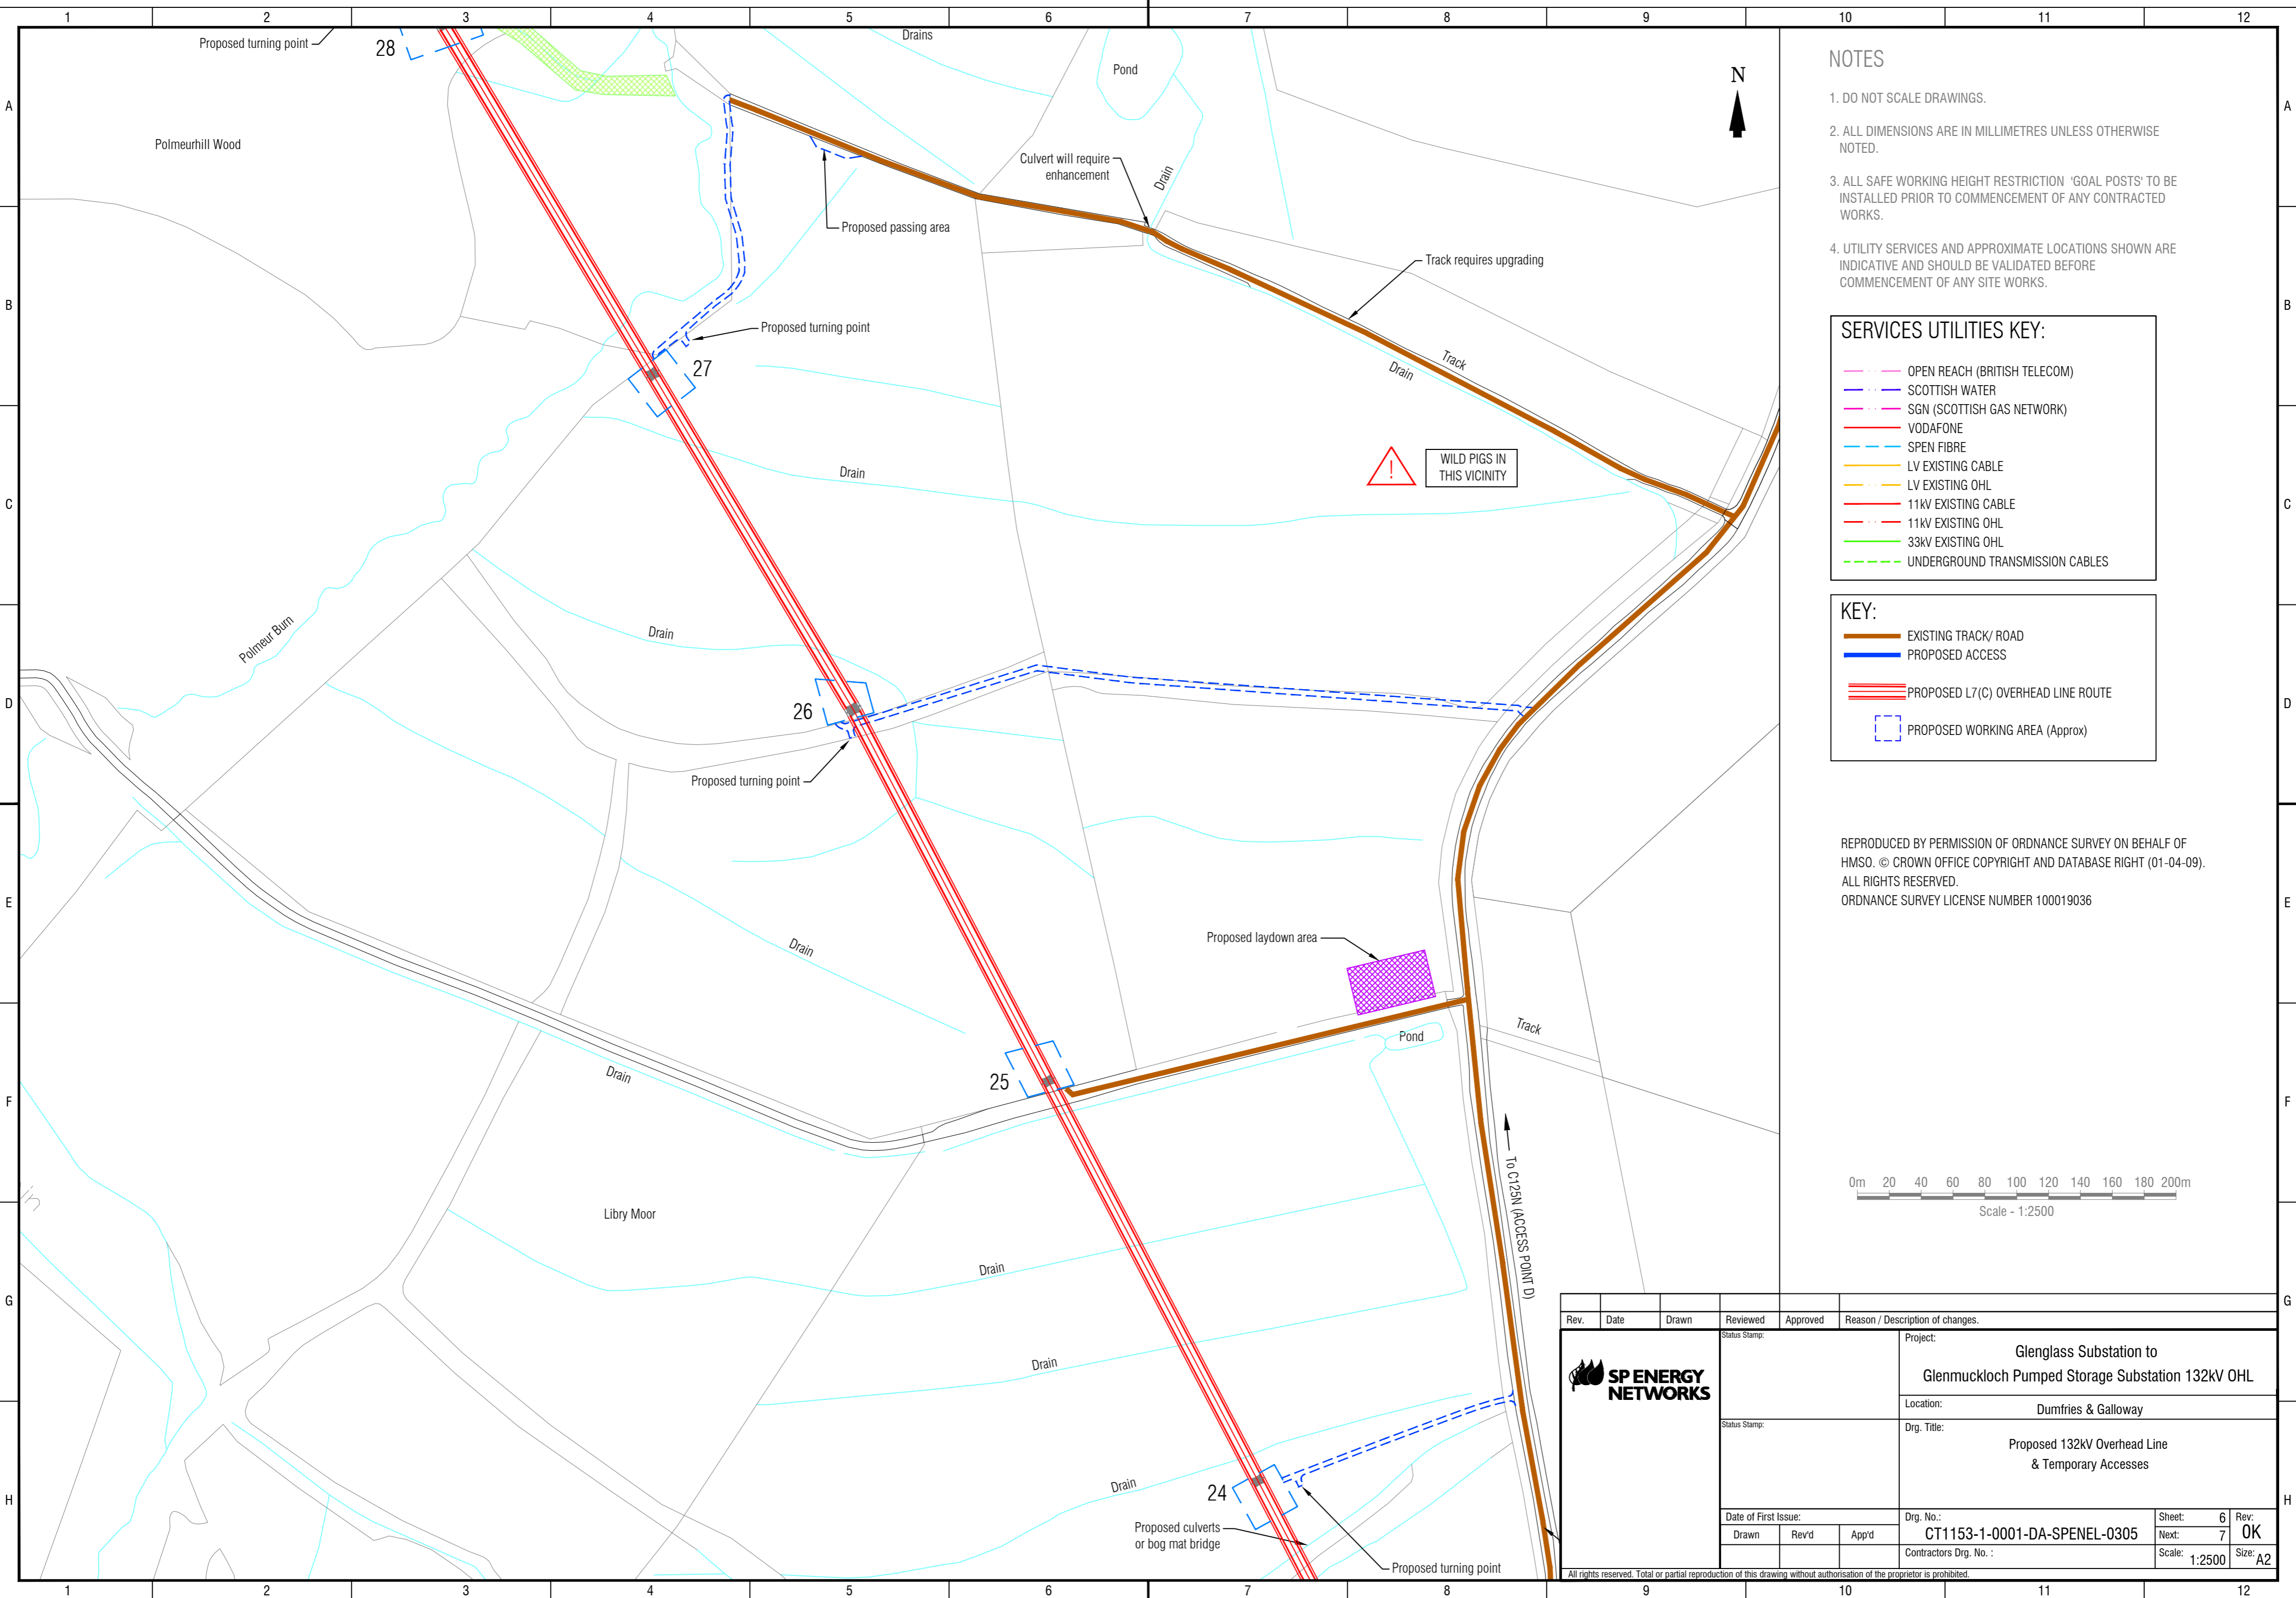 1 2 3 4 5 6 7 8 9 10 11 12
A
B
C
D
E
F
G
H
A
B
C
D
E
F
G
H
Proposed turning point
28
Drains
Pond
N
Polmeurhill Wood
Culvert will require
enhancement
Drain
Proposed passing area
Track requires upgrading
Proposed turning point
27
Track
Drain
WILD PIGS IN
THIS VICINITY
!
Drain
Polmeur Burn
Drain
26
Proposed turning point
Proposed laydown area
Drain
Track
Pond
25
Drain
To C125N (ACCESS POINT D)
Libry Moor
Drain
Drain
Drain
24
Proposed culverts
or bog mat bridge
Proposed turning point
NOTES
1. DO NOT SCALE DRAWINGS.
2. ALL DIMENSIONS ARE IN MILLIMETRES UNLESS OTHERWISE
NOTED.
3. ALL SAFE WORKING HEIGHT RESTRICTION 'GOAL POSTS' TO BE
INSTALLED PRIOR TO COMMENCEMENT OF ANY CONTRACTED
WORKS.
4. UTILITY SERVICES AND APPROXIMATE LOCATIONS SHOWN ARE
INDICATIVE AND SHOULD BE VALIDATED BEFORE
COMMENCEMENT OF ANY SITE WORKS.
SERVICES UTILITIES KEY:
OPEN REACH (BRITISH TELECOM)
SCOTTISH WATER
SGN (SCOTTISH GAS NETWORK)
VODAFONE
SPEN FIBRE
LV EXISTING CABLE
LV EXISTING OHL
11kV EXISTING CABLE
11kV EXISTING OHL
33kV EXISTING OHL
UNDERGROUND TRANSMISSION CABLES
KEY:
EXISTING TRACK/ ROAD
PROPOSED ACCESS
PROPOSED L7(C) OVERHEAD LINE ROUTE
PROPOSED WORKING AREA (Approx)
REPRODUCED BY PERMISSION OF ORDNANCE SURVEY ON BEHALF OF
HMSO. © CROWN OFFICE COPYRIGHT AND DATABASE RIGHT (01-04-09).
ALL RIGHTS RESERVED.
ORDNANCE SURVEY LICENSE NUMBER 100019036
0m 20 40 60 80 100 120 140 160 180 200m
Scale - 1:2500
Rev. Date Drawn Reviewed Approved Reason / Description of changes.
SP ENERGY
NETWORKS
Status Stamp:
Status Stamp:
Project:
Glenglass Substation to
Glenmuckloch Pumped Storage Substation 132kV OHL
Location:
Dumfries & Galloway
Drg. Title:
Proposed 132kV Overhead Line
& Temporary Accesses
Date of First Issue:
Drawn Rev'd App'd
Drg. No.:
CT1153-1-0001-DA-SPENEL-0305
Contractors Drg. No. :
Sheet: 6
Next: 7
Rev:
0K
Scale: 1:2500
Size: A2
All rights reserved. Total or partial reproduction of this drawing without authorisation of the proprietor is prohibited.
1 2 3 4 5 6 7 8 9 10 11 12